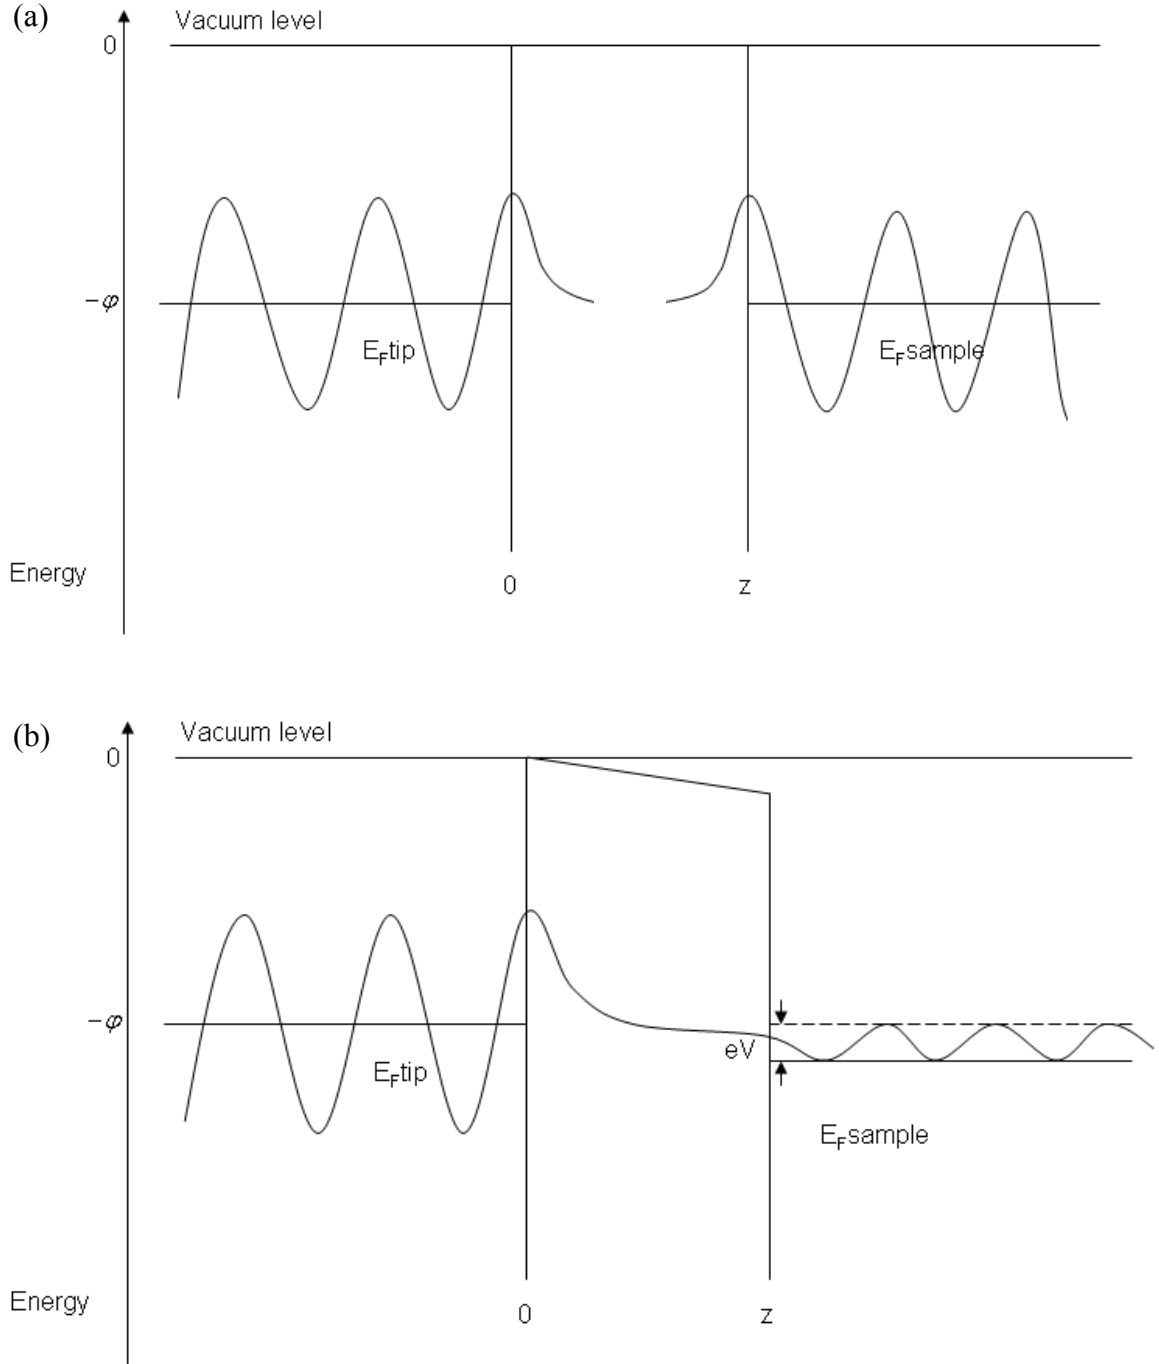 (a)
Vacuum level
0
−φ
E_Ftip
E_Fsample
Energy
0
z
(b)
Vacuum level
0
−φ
eV
E_Ftip
E_Fsample
Energy
0
z